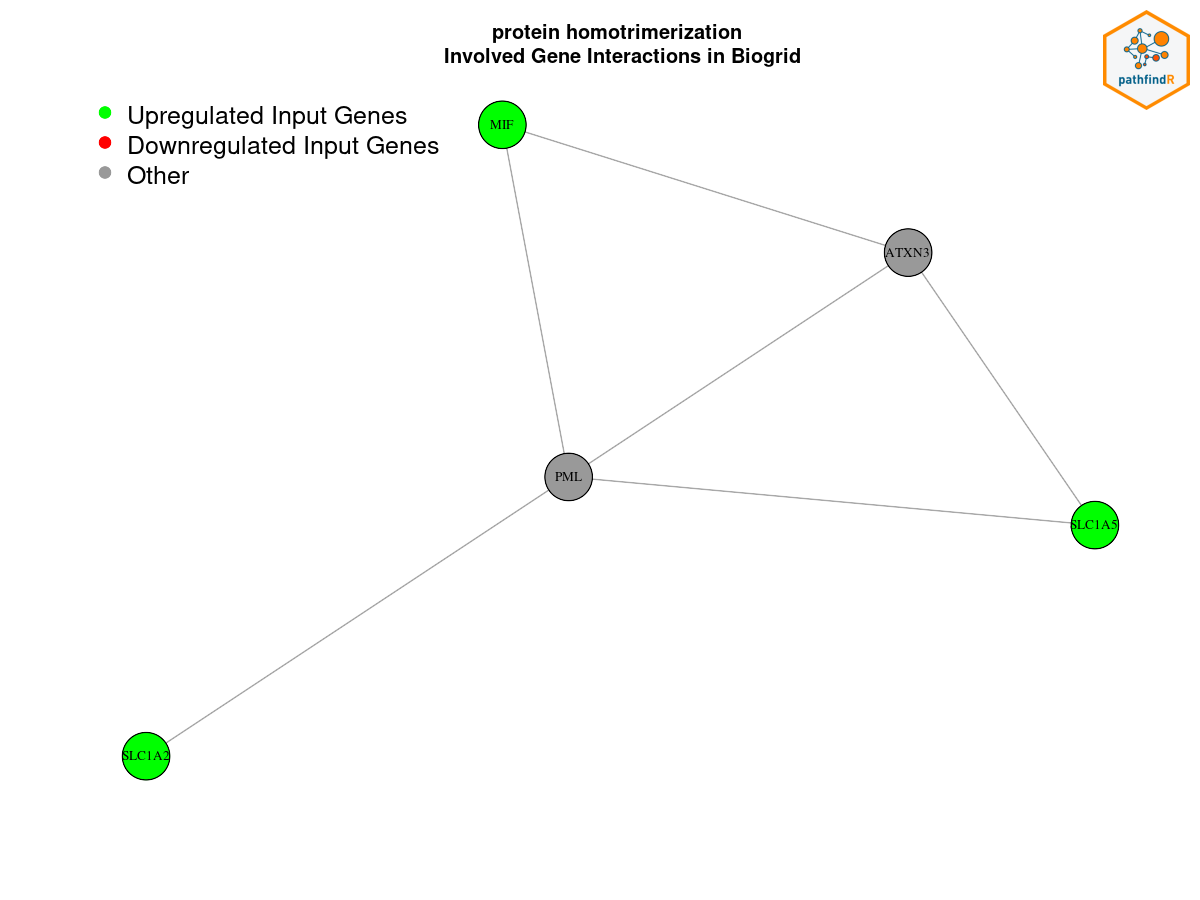 protein homotrimerization
Involved Gene Interactions in Biogrid
pathfindR
Upregulated Input Genes
Downregulated Input Genes
Other
MIF
ATXN3
PML
SLC1A5
SLC1A2